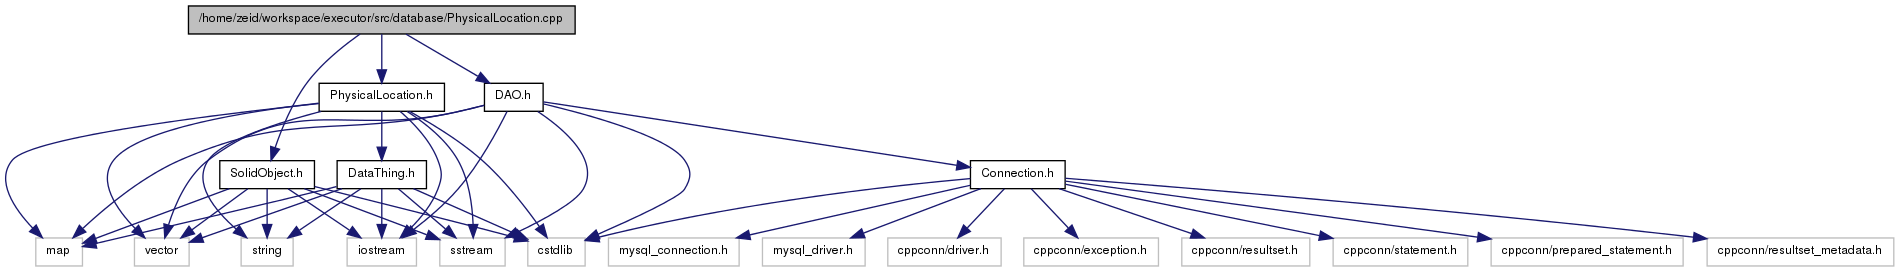 /home/zeid/workspace/executor/src/database/PhysicalLocation.cpp
PhysicalLocation.h
DAO.h
SolidObject.h
DataThing.h
Connection.h
map
vector
string
iostream
sstream
cstdlib
mysql_connection.h
mysql_driver.h
cppconn/driver.h
cppconn/exception.h
cppconn/resultset.h
cppconn/statement.h
cppconn/prepared_statement.h
cppconn/resultset_metadata.h